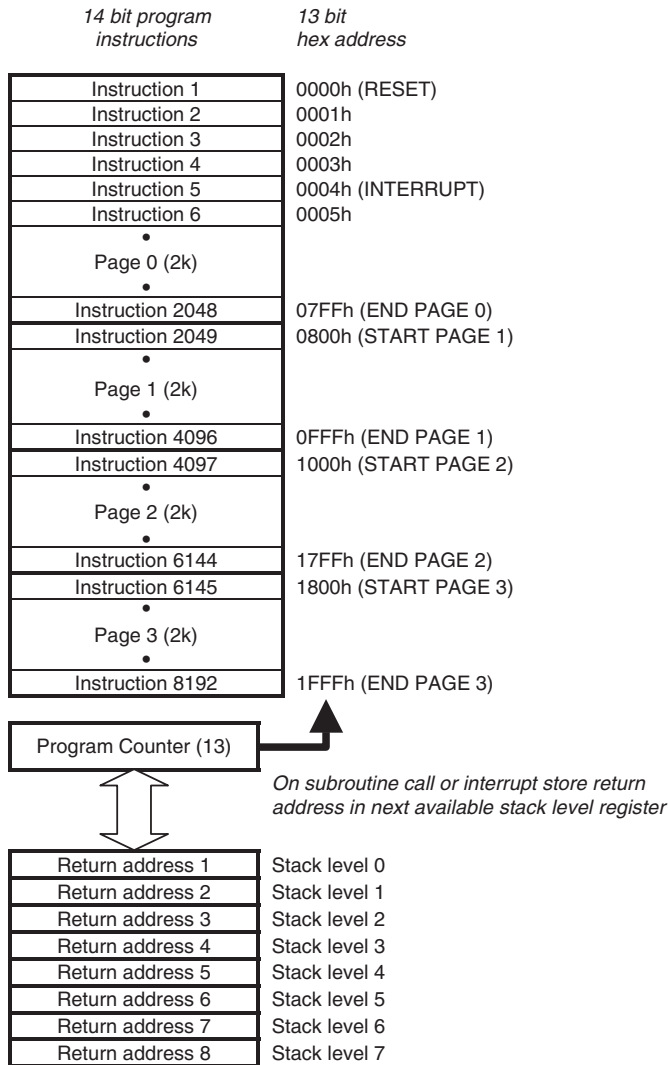 14 bit program
instructions
13 bit
hex address
Instruction 1 0000h (RESET)
Instruction 2 0001h
Instruction 3 0002h
Instruction 4 0003h
Instruction 5 0004h (INTERRUPT)
Instruction 6 0005h
•
Page 0 (2k)
•
Instruction 2048 07FFh (END PAGE 0)
Instruction 2049 0800h (START PAGE 1)
•
Page 1 (2k)
•
Instruction 4096 0FFFh (END PAGE 1)
Instruction 4097 1000h (START PAGE 2)
•
Page 2 (2k)
•
Instruction 6144 17FFh (END PAGE 2)
Instruction 6145 1800h (START PAGE 3)
•
Page 3 (2k)
•
Instruction 8192 1FFFh (END PAGE 3)
Program Counter (13)
On subroutine call or interrupt store return
address in next available stack level register
Return address 1 Stack level 0
Return address 2 Stack level 1
Return address 3 Stack level 2
Return address 4 Stack level 3
Return address 5 Stack level 4
Return address 6 Stack level 5
Return address 7 Stack level 6
Return address 8 Stack level 7